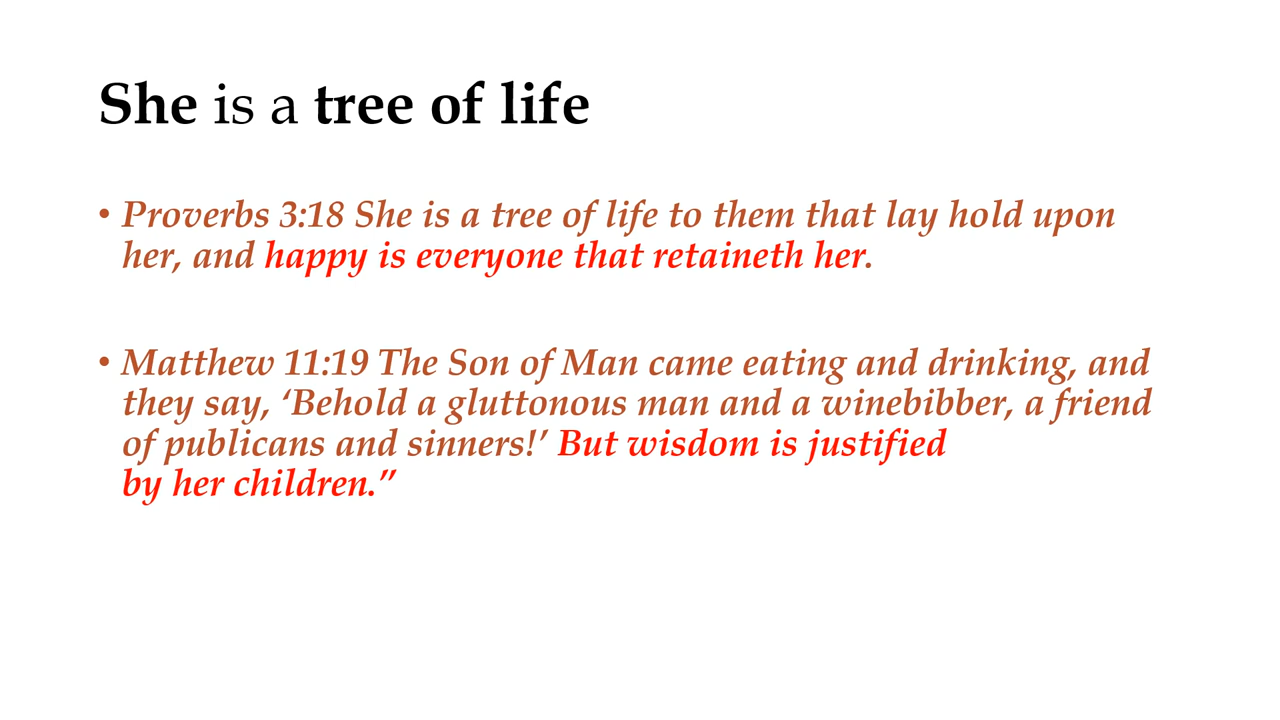 She is a tree of life
• Proverbs 3:18 She is a tree of life to them that lay hold upon
her, and happy is everyone that retaineth her.
• Matthew 11:19 The Son of Man came eating and drinking, and
they say, ‘Behold a gluttonous man and a winebibber, a friend
of publicans and sinners!’ But wisdom is justified
by her children.”